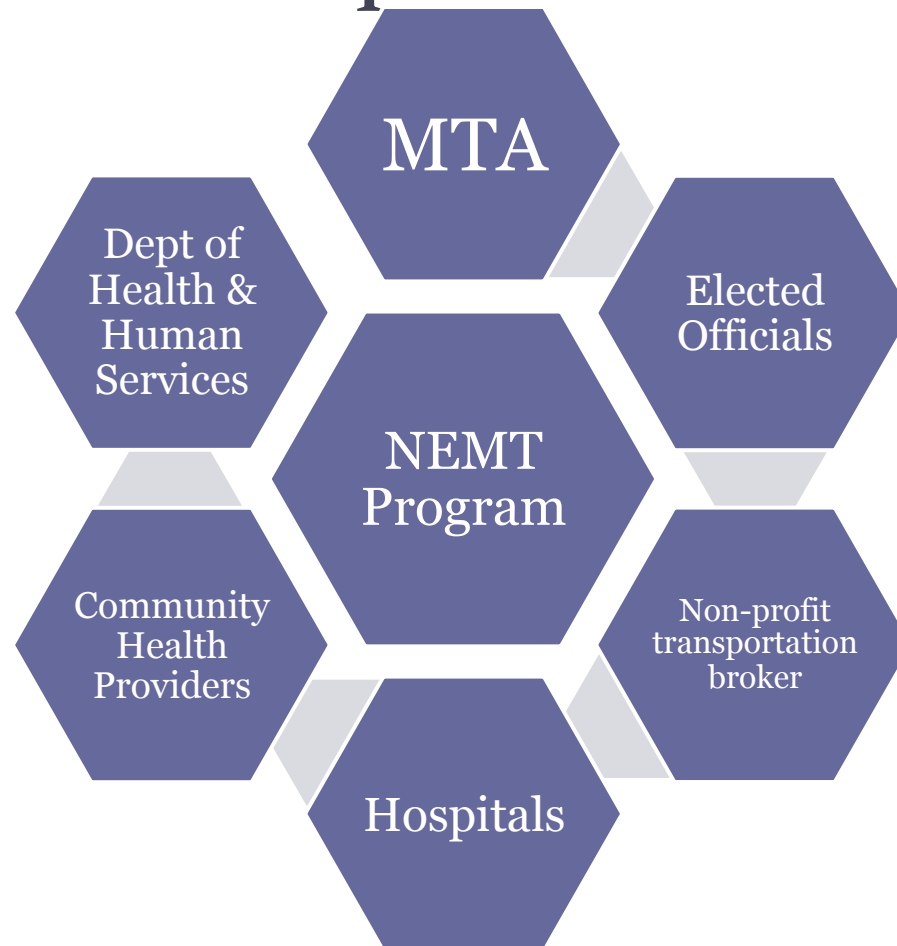 MTA
Dept of
Health &
Human
Services
Elected
Officials
NEMT
Program
Community
Health
Providers
Non-profit
transportation
broker
Hospitals